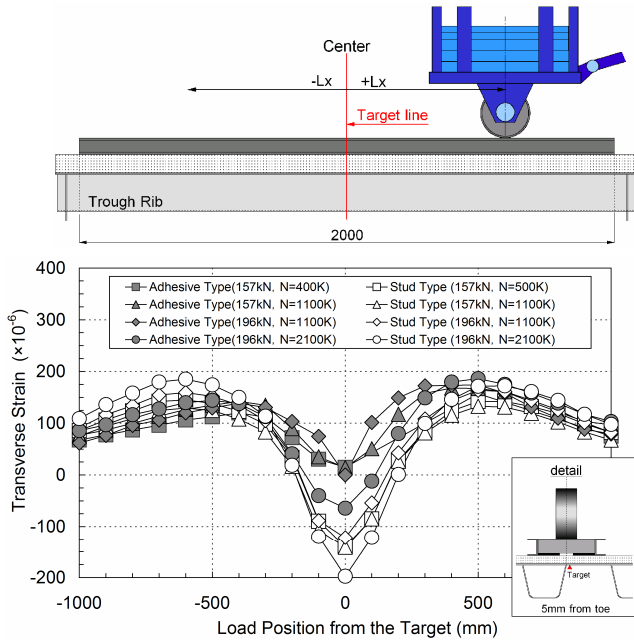 Center
-Lx
+Lx
Target line
Trough Rib
2000
400
300
200
100
0
-100
-200
Transverse Strain (×10⁻⁶)
Adhesive Type(157kN, N=400K)
Stud Type (157kN, N=500K)
Adhesive Type(157kN, N=1100K)
Stud Type (157kN, N=1100K)
Adhesive Type (196kN, N=1100K)
Stud Type (196kN, N=1100K)
Adhesive Type (196kN, N=2100K)
Stud Type (196kN, N=2100K)
detail
Target
5mm from toe
-1000
-500
0
500
Load Position from the Target (mm)